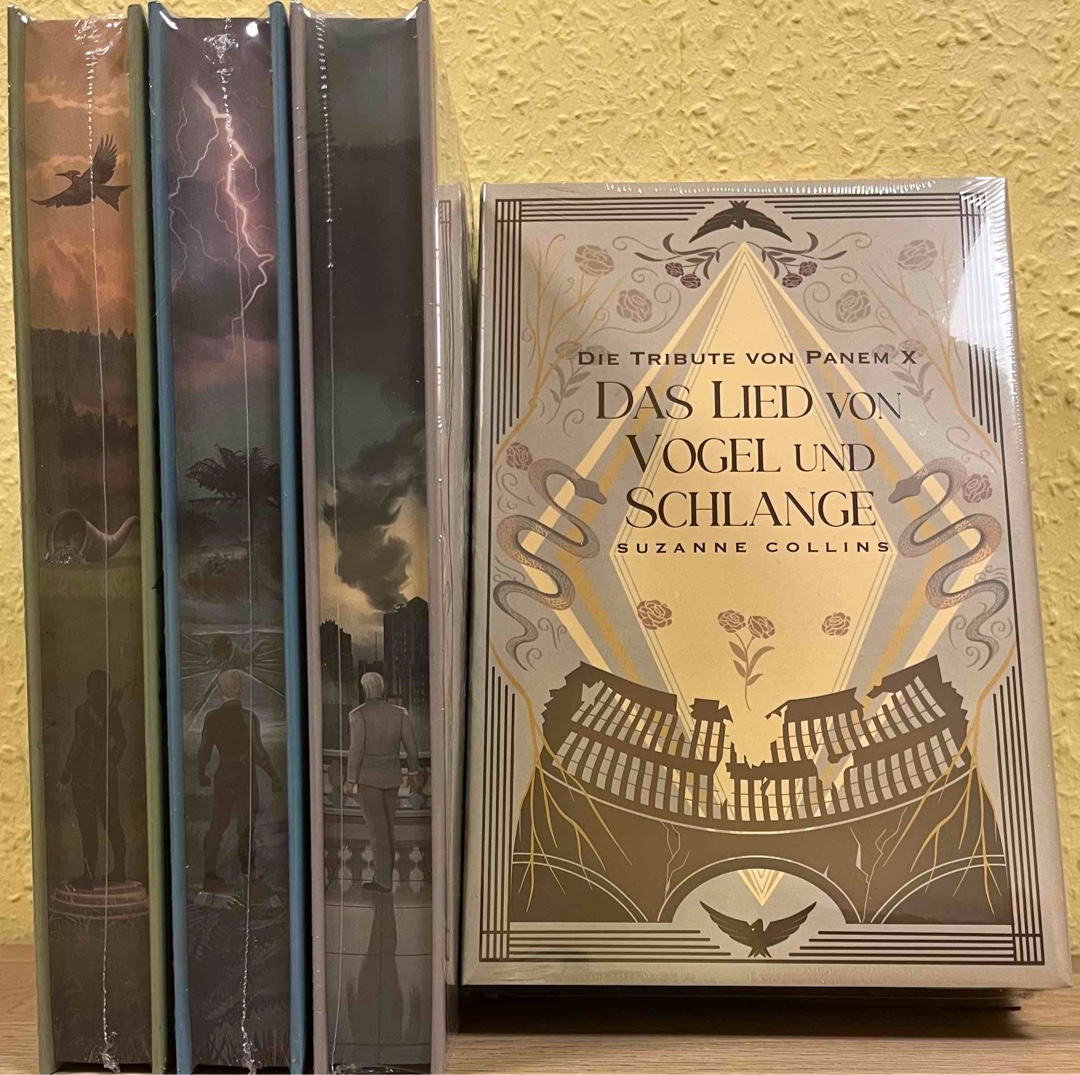 DIE TRIBUTE VON PANEM X
DAS LIED VON
VOGEL UND
SCHLANGE
SUZANNE COLLINS